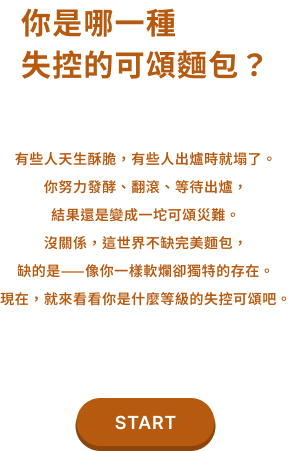 你是哪一種
失控的可頌麵包？
有些人天生酥脆，有些人出爐時就塌了。
你努力發酵、翻滾、等待出爐，
結果還是變成一坨可頌災難。
沒關係，這世界不缺完美麵包，
缺的是——像你一樣軟爛卻獨特的存在。
現在，就來看看你是什麼等級的失控可頌吧。
START